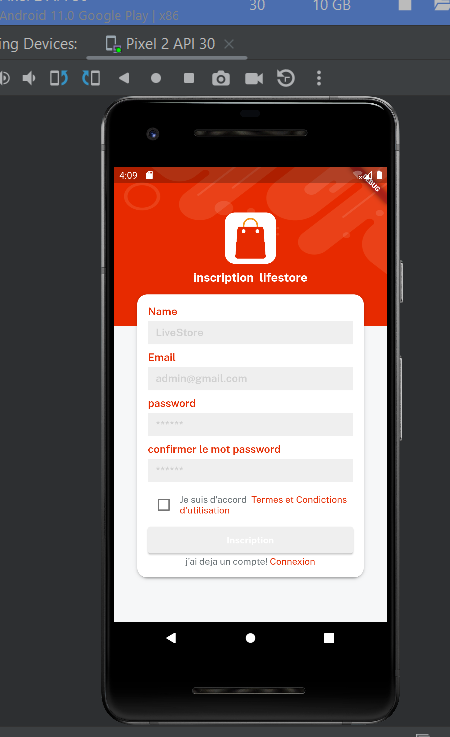 Android 11.0 Google Play | x86
30
10 GB
ing Devices:
Pixel 2 API 30
4:09
inscription lifestore
Name
LiveStore
Email
admin@gmail.com
password
******
confirmer le mot password
******
Je suis d'accord Termes et Condictions
d'utilisation
Inscription
j'ai deja un compte! Connexion